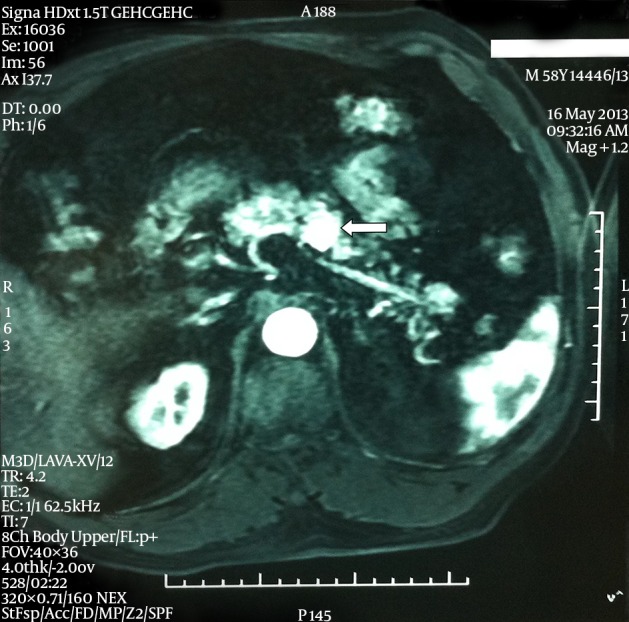 Signa HDxt 1.5T GEHCGEHC
Ex: 16036
Se: 1001
Im: 56
Ax I37.7
DT: 0.00
Ph: 1/6
A 188
M 58Y14446/13
16 May 2013
09:32:16 AM
Mag +1.2
R
1
6
3
L
1
7
1
M3D/LAVA-XV/12
TR: 4.2
TE:2
EC: 1/1 62.5kHz
TI: 7
8Ch Body Upper/FL:p+
FOV:40×36
4.0thk/-2.0ov
528/02:22
320×0.71/160 NEX
StFsp/Acc/FD/MP/Z2/SPF
P 145